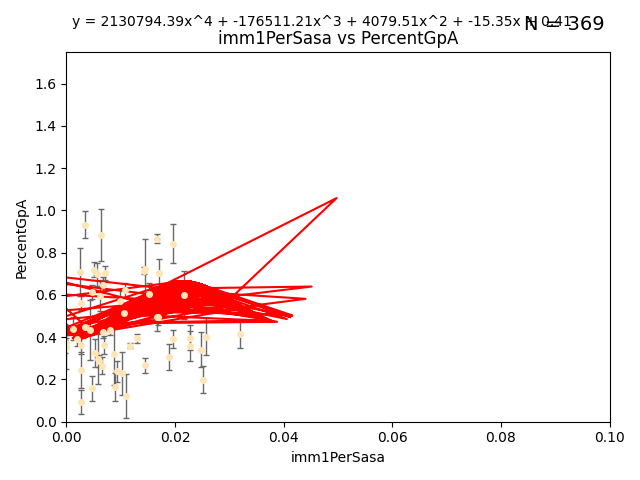 y = 2130794.39x^4 + -176511.21x^3 + 4079.51x^2 + -15.35x + 0.41
N = 369
imm1PerSasa vs PercentGpA
PercentGpA
1.6
1.4
1.2
1.0
0.8
0.6
0.4
0.2
0.0
0.00 0.02 0.04 0.06 0.08 0.10
imm1PerSasa